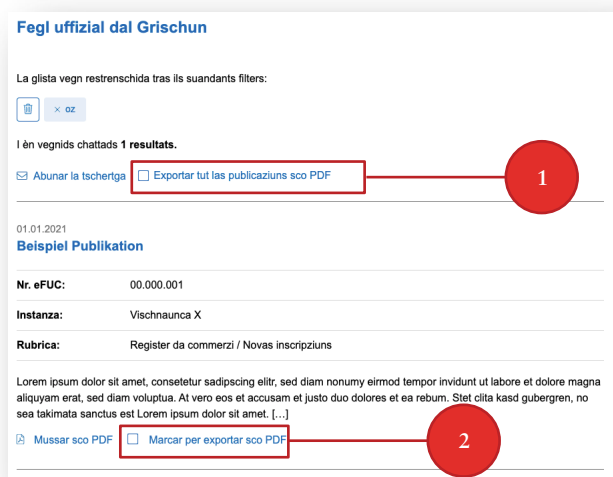 Fegl uffizial dal Grischun
La glista vegn restrenschida tras ils suandants filters:
× oz
I èn vegnids chattads 1 resultats.
Abunar la tschertga Exportar tut las publicaziuns sco PDF
1
01.01.2021
Beispiel Publikation
Nr. eFUC: 00.000.001
Instanza: Vischnaunca X
Rubrica: Register da commerzi / Novas inscripziuns
Lorem ipsum dolor sit amet, consetetur sadipscing elitr, sed diam nonumy eirmod tempor invidunt ut labore et dolore magna
aliquyam erat, sed diam voluptua. At vero eos et accusam et justo duo dolores et ea rebum. Stet clita kasd gubergren, no
sea takimata sanctus est Lorem ipsum dolor sit amet. […]
Mussar sco PDF Marcar per exportar sco PDF
2